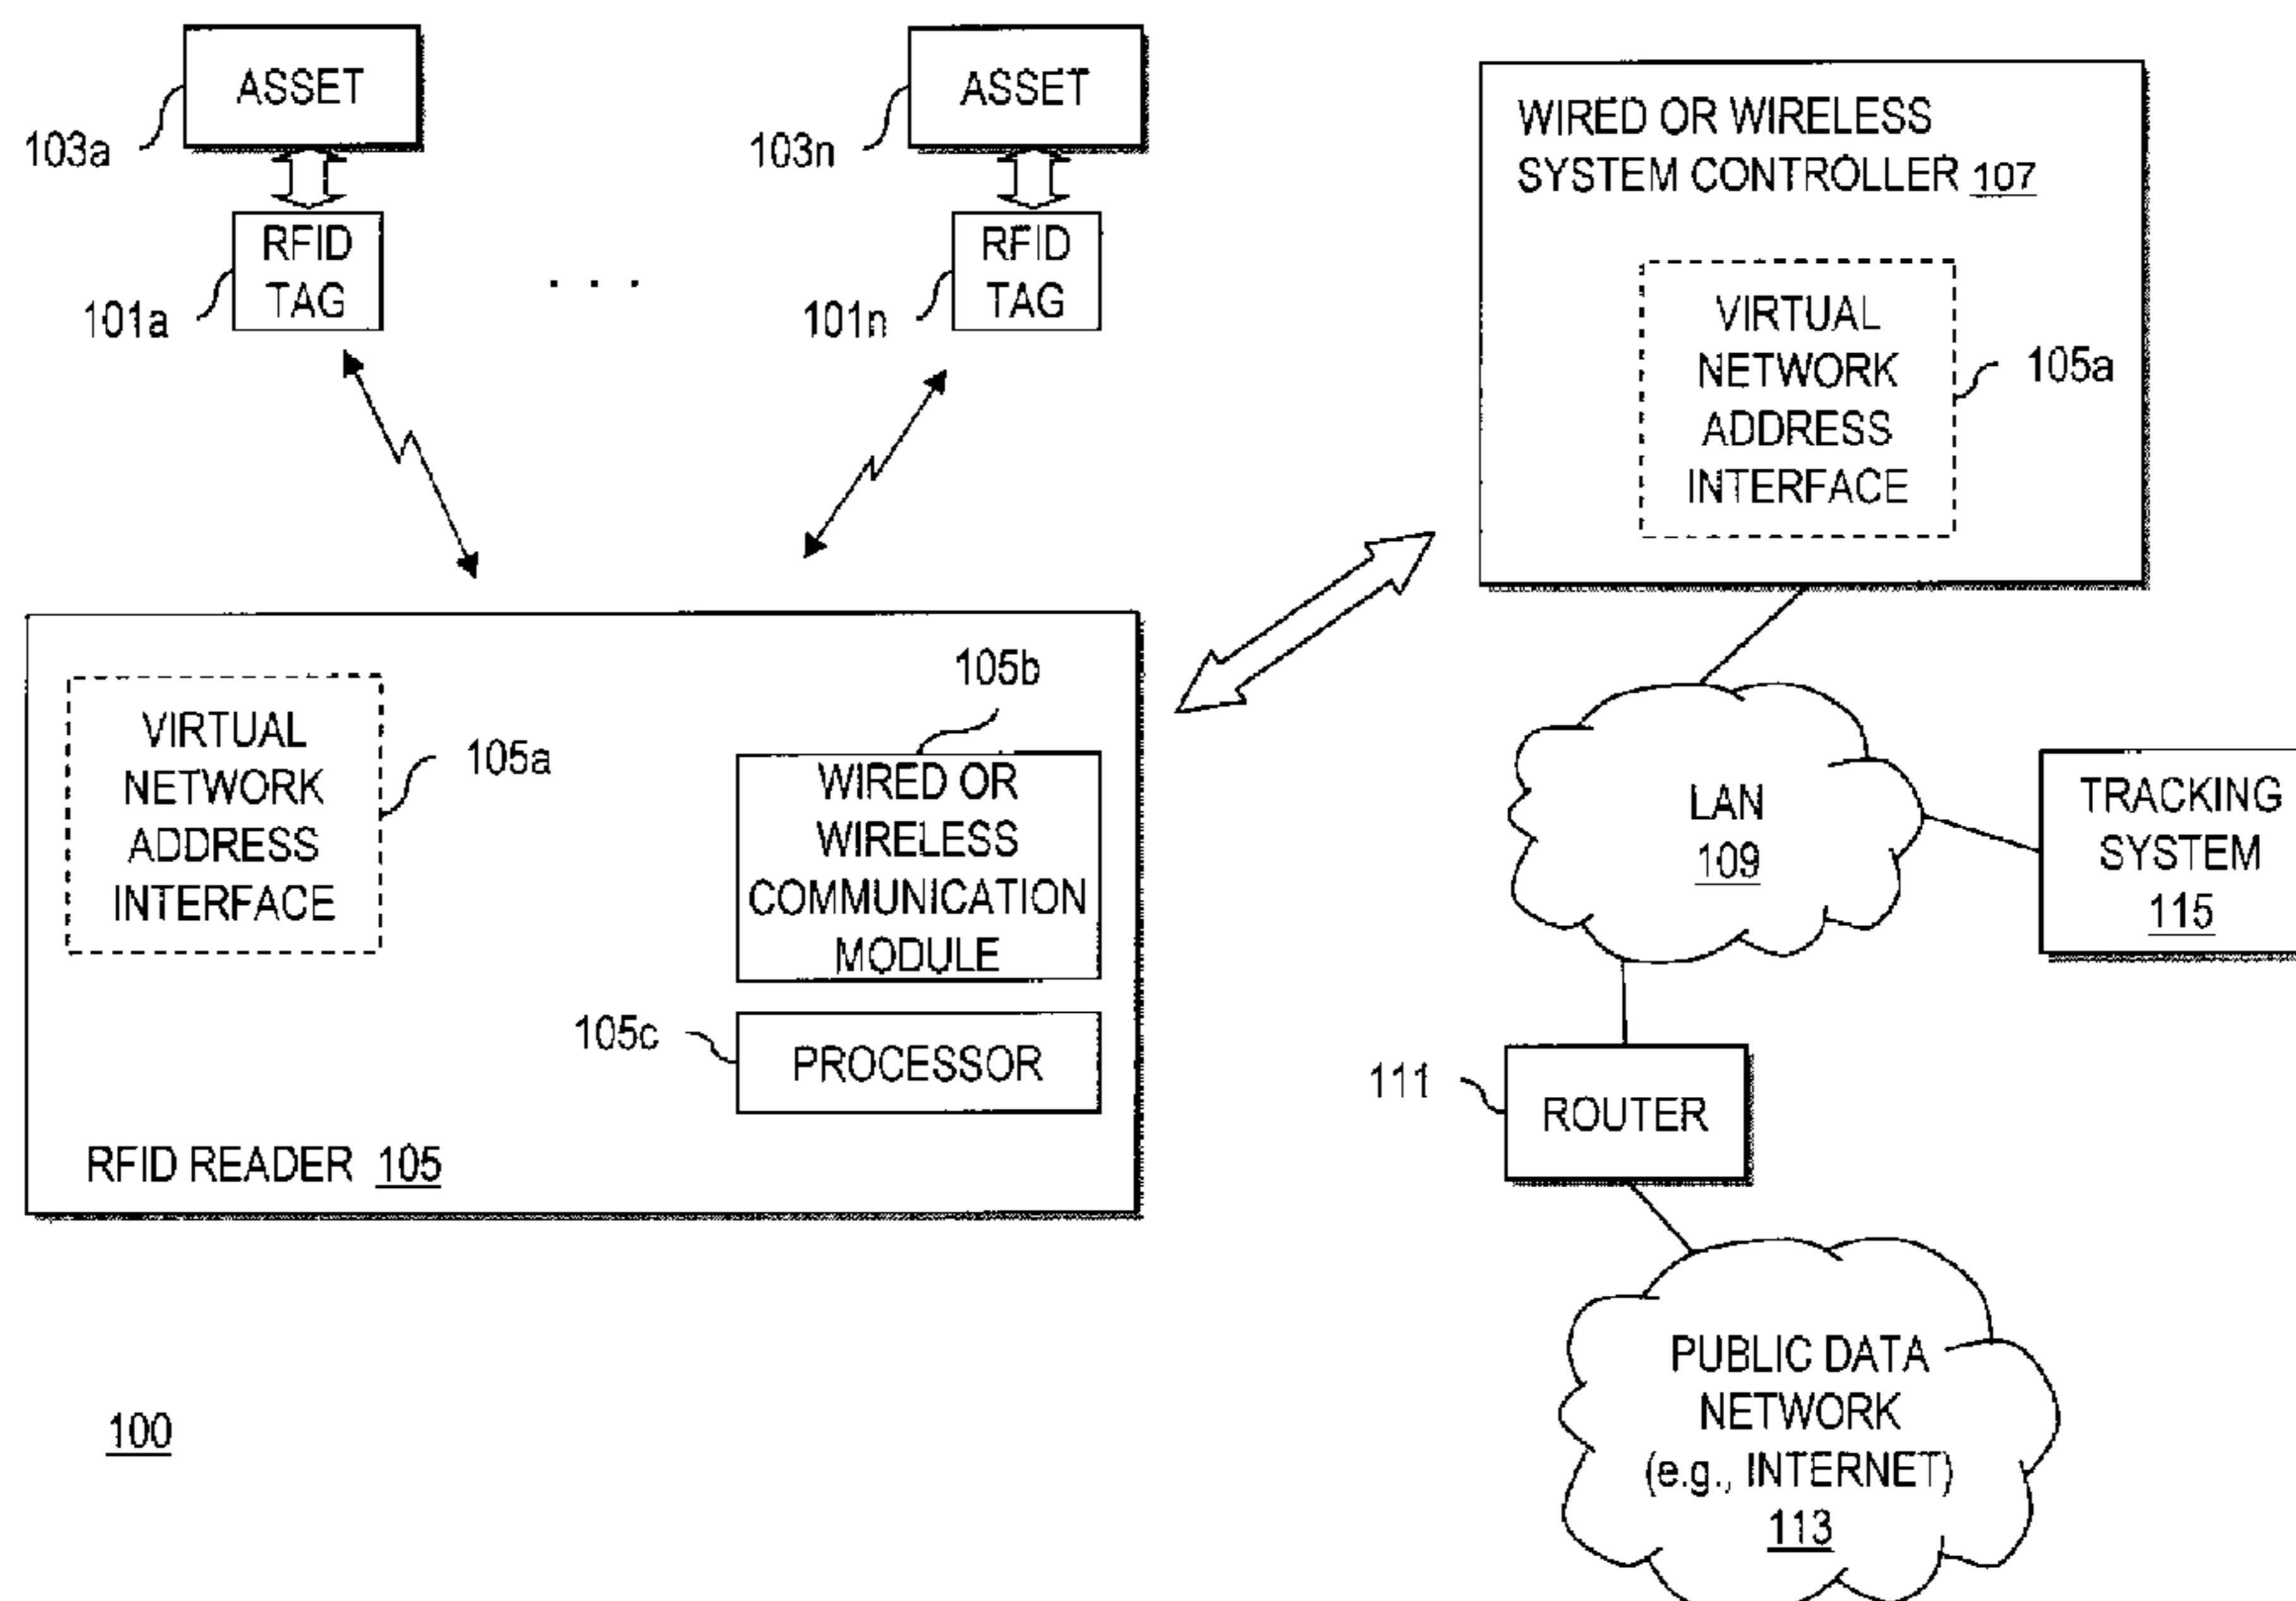 ASSET
103a
RFID
TAG
101a
. . .
ASSET
103n
RFID
TAG
101n
WIRED OR WIRELESS
SYSTEM CONTROLLER 107
VIRTUAL
NETWORK
ADDRESS
INTERFACE
105a
VIRTUAL
NETWORK
ADDRESS
INTERFACE
105a
105b
WIRED OR
WIRELESS
COMMUNICATION
MODULE
105c
PROCESSOR
RFID READER 105
LAN
109
TRACKING
SYSTEM
115
111
ROUTER
PUBLIC DATA
NETWORK
(e.g., INTERNET)
113
100